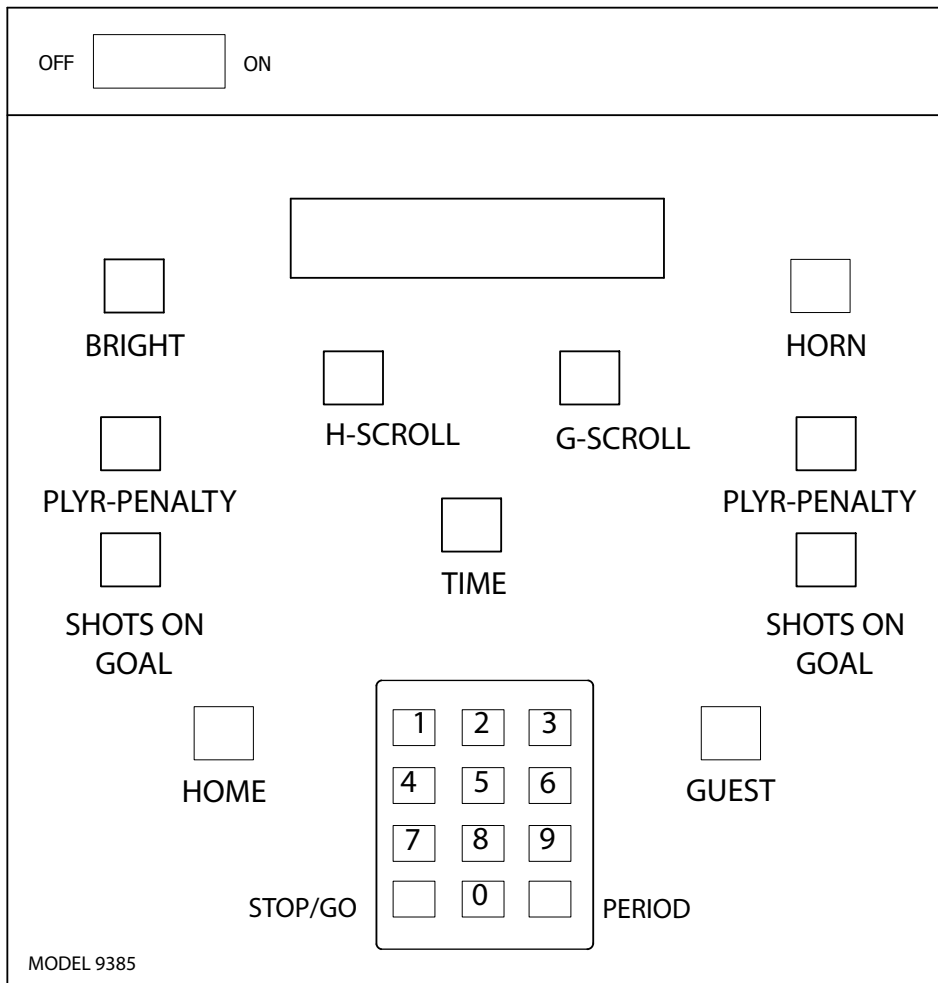 OFF ON
BRIGHT
HORN
H-SCROLL G-SCROLL
PLYR-PENALTY
PLYR-PENALTY
TIME
SHOTS ON
GOAL
SHOTS ON
GOAL
1 2 3
HOME
4 5 6
GUEST
7 8 9
STOP/GO 0 PERIOD
MODEL 9385